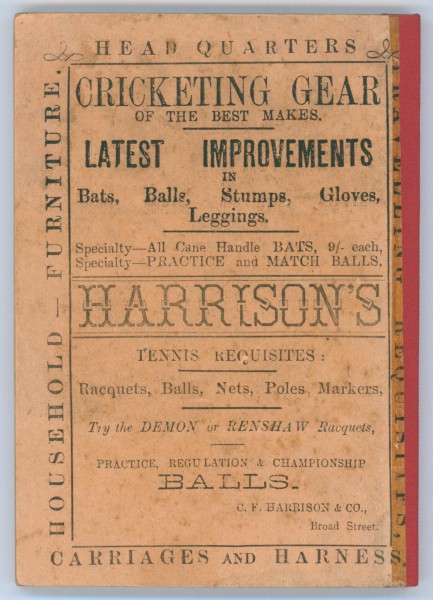 HEAD QUARTERS
HOUSEHOLD — FURNITURE.
CRICKETING GEAR
OF THE BEST MAKES.
LATEST IMPROVEMENTS
IN
Bats, Balls, Stumps, Gloves,
Leggings.
Specialty—All Cane Handle BATS, 9/- each,
Specialty—PRACTICE and MATCH BALLS,
HARRISON'S
TENNIS REQUISITES:
Racquets, Balls, Nets, Poles Markers,
Try the DEMON or RENSHAW Racquets,
PRACTICE, REGULATION & CHAMPIONSHIP
BALLS.
C. F. HARRISON & CO.,
Broad Street.
TRAVELLING REQUISITES,
CARRIAGES AND HARNESS.